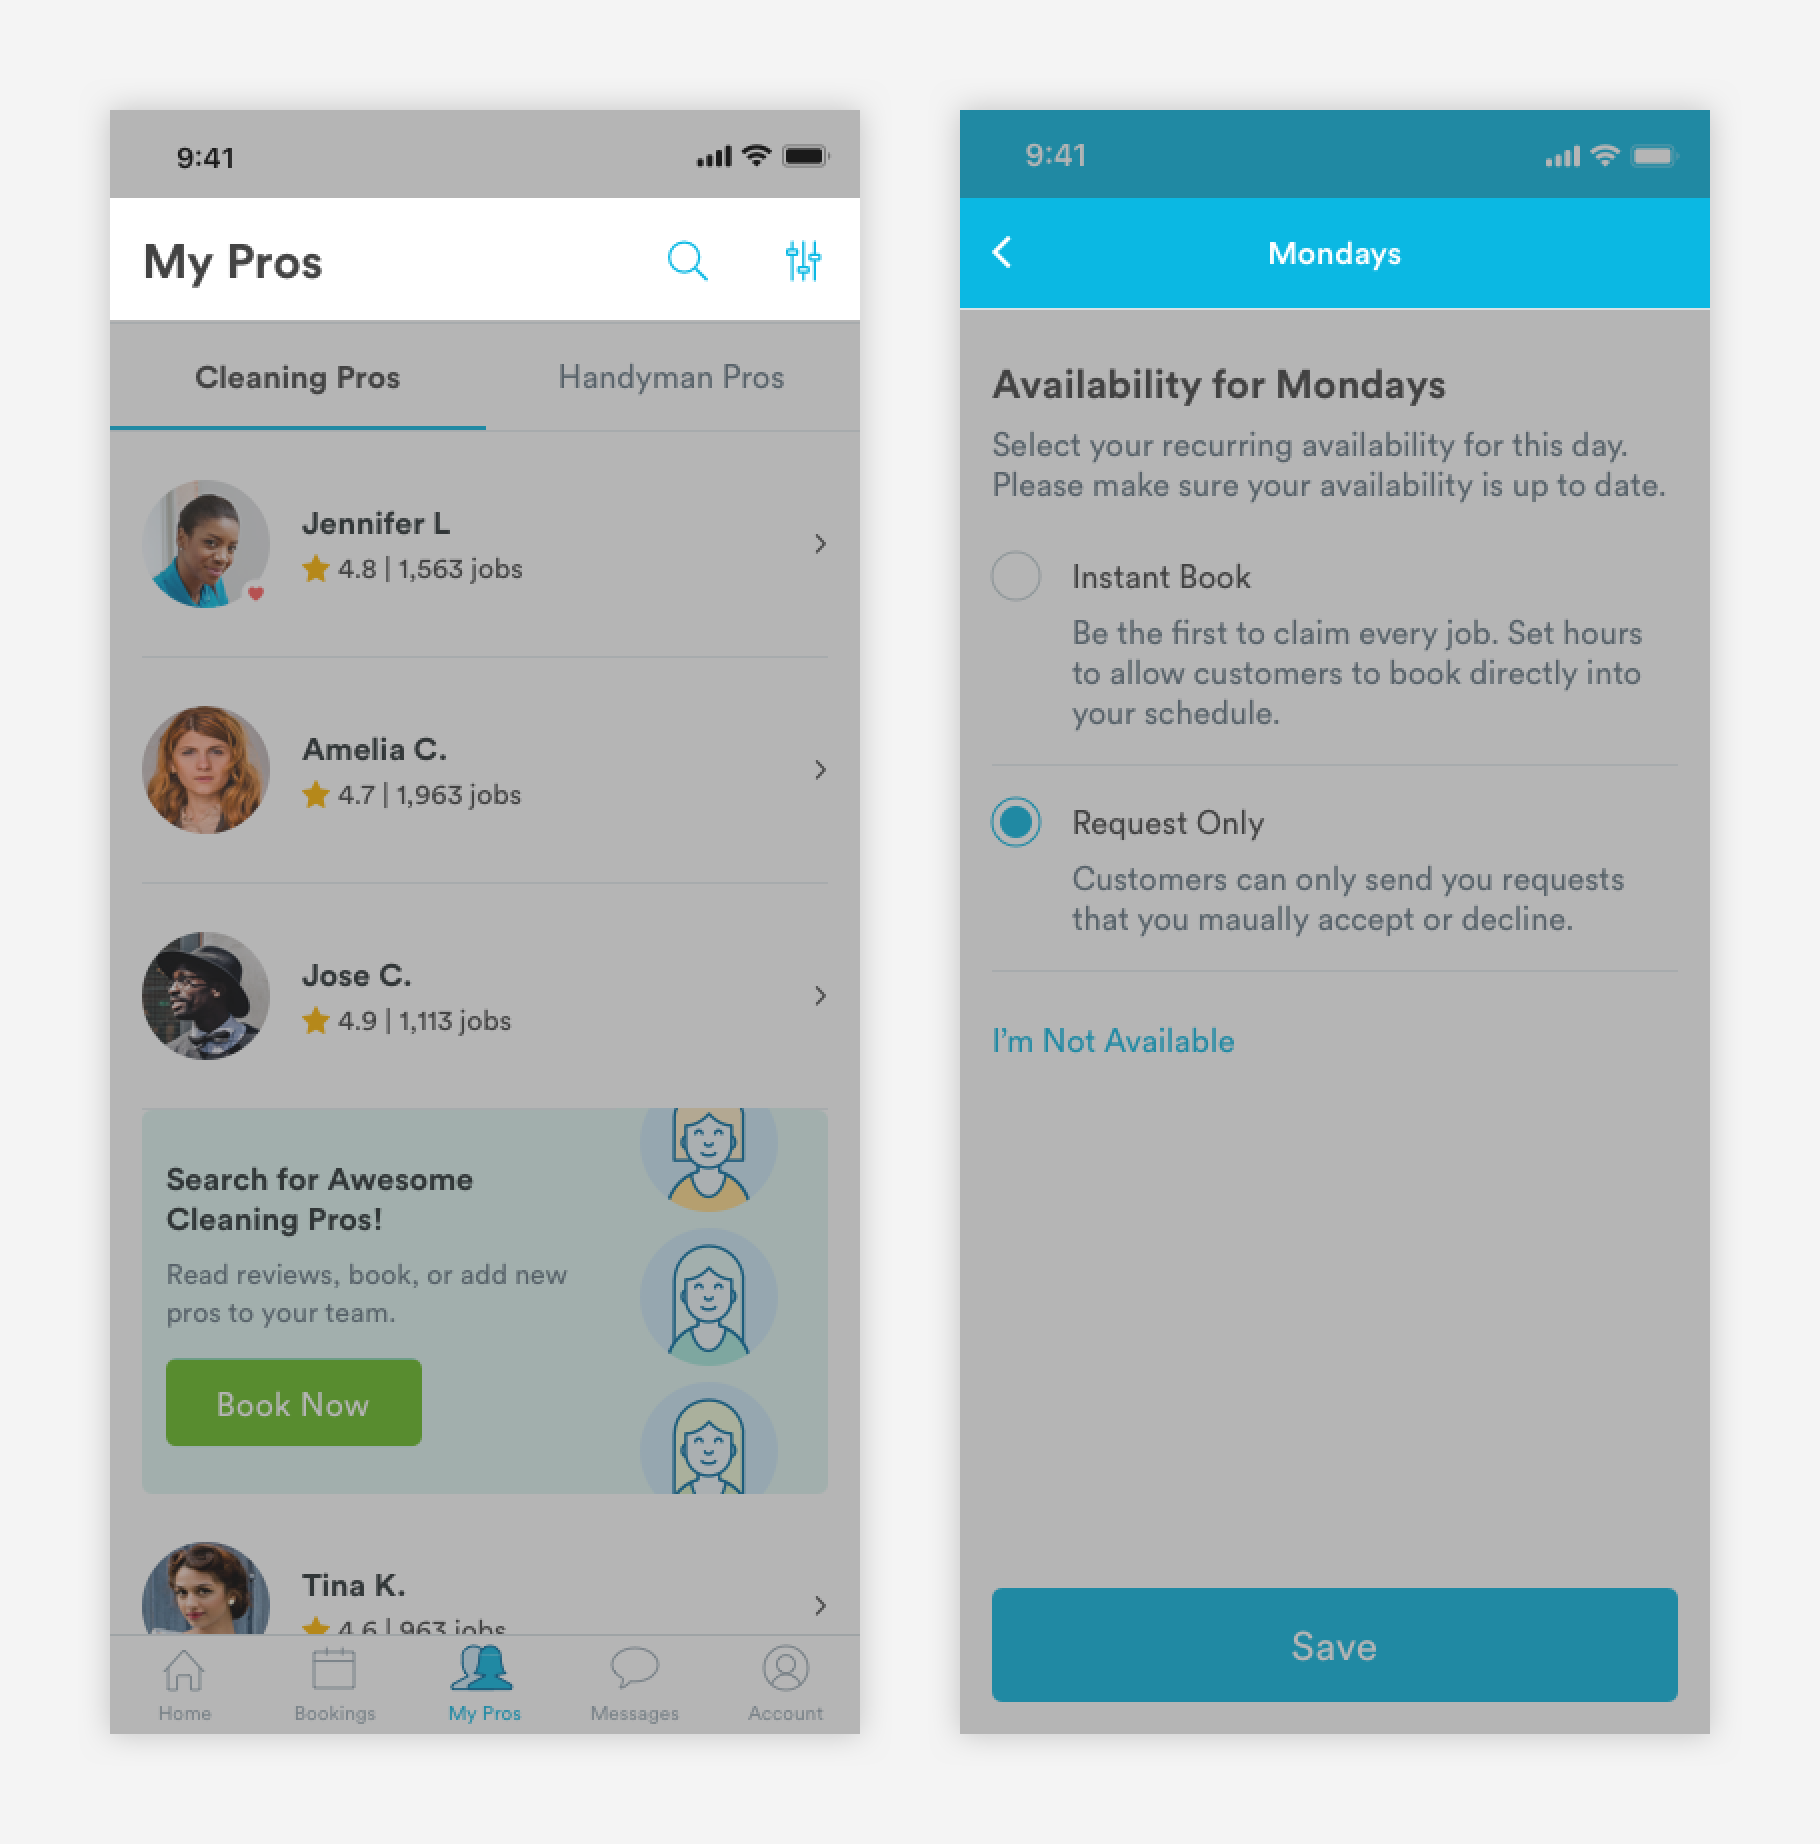 9:41
My Pros
Cleaning Pros
Handyman Pros
Jennifer L
4.8 | 1,563 jobs
Amelia C.
4.7 | 1,963 jobs
Jose C.
4.9 | 1,113 jobs
Search for Awesome
Cleaning Pros!
Read reviews, book, or add new
pros to your team.
Book Now
Tina K.
4.6 | 963 jobs
Home
Bookings
My Pros
Messages
Account
9:41
Mondays
Availability for Mondays
Select your recurring availability for this day.
Please make sure your availability is up to date.
Instant Book
Be the first to claim every job. Set hours
to allow customers to book directly into
your schedule.
Request Only
Customers can only send you requests
that you maually accept or decline.
I'm Not Available
Save